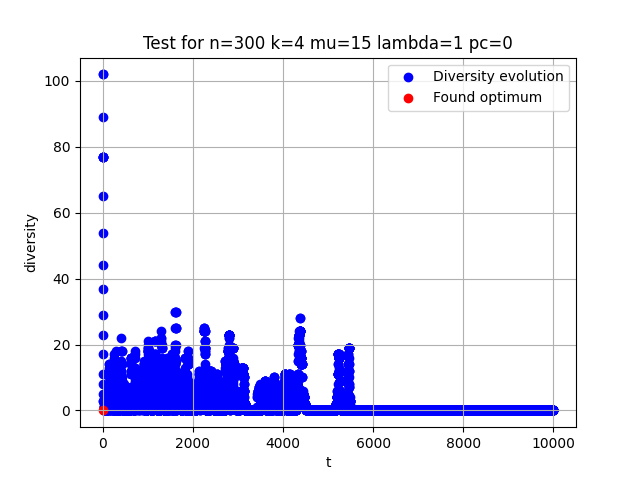 Test for n=300 k=4 mu=15 lambda=1 pc=0
Diversity evolution
Found optimum
diversity
100
80
60
40
20
0
0 2000 4000 6000 8000 10000
t